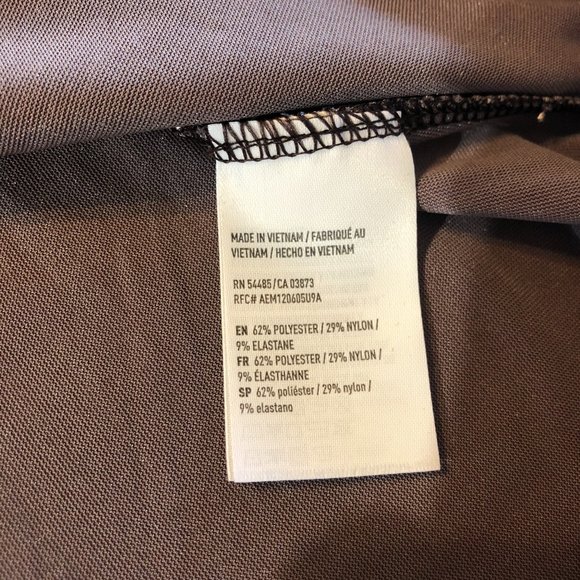 MADE IN VIETNAM / FABRIQUÉ AU
VIETNAM / HECHO EN VIETNAM
RN 54485/CA 03873
RFC# AEM120605U9A
EN 62% POLYESTER / 29% NYLON /
9% ELASTANE
FR 62% POLYESTER / 29% NYLON /
9% ÉLASTHANNE
SP 62% poliéster / 29% nylon /
9% elastano